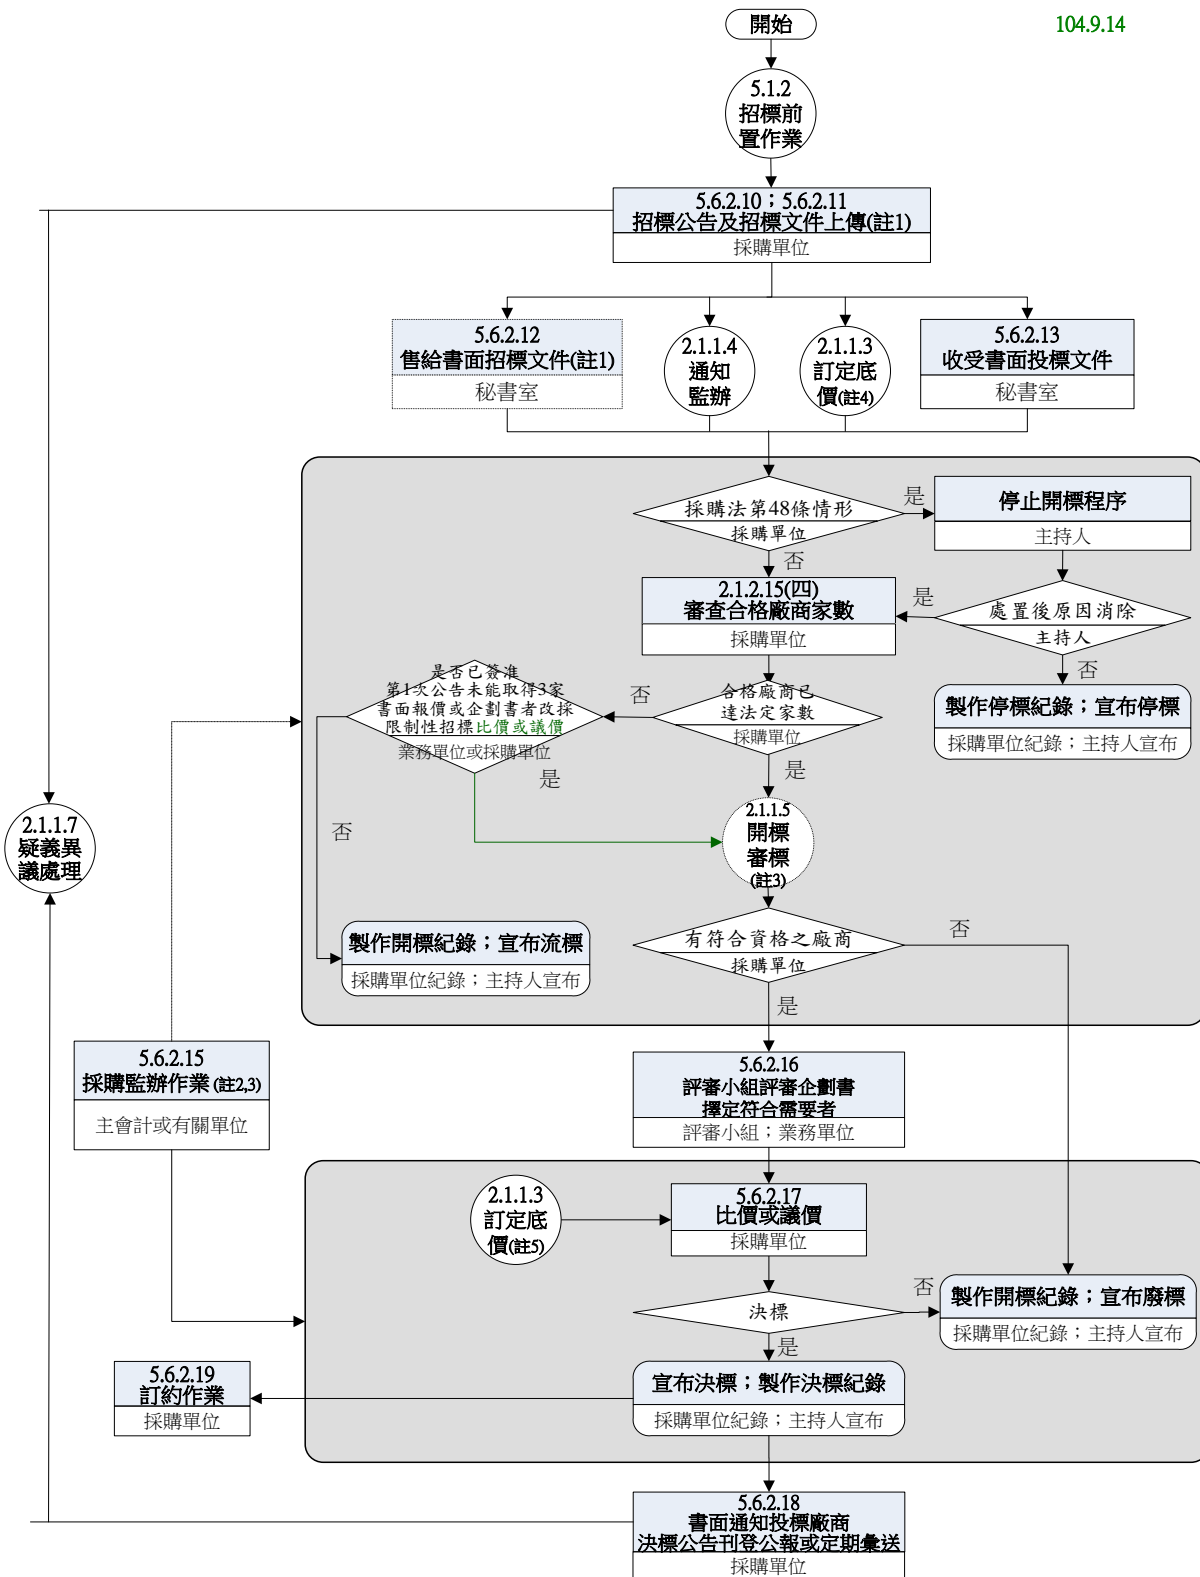 開始
104.9.14
5.1.2
招標前
置作業
5.6.2.10；5.6.2.11
招標公告及招標文件上傳(註1)
採購單位
5.6.2.12
售給書面招標文件(註1)
秘書室
2.1.1.4
通知
監辦
2.1.1.3
訂定底
價(註4)
5.6.2.13
收受書面投標文件
秘書室
採購法第48條情形
採購單位
是
否
停止開標程序
主持人
2.1.2.15(四)
審查合格廠商家數
採購單位
是
處置後原因消除
主持人
否
製作停標紀錄；宣布停標
採購單位紀錄；主持人宣布
是否已簽准
第1次公告未能取得3家
書面報價或企劃書者改採
限制性招標比價或議價
業務單位或採購單位
否
合格廠商已
達法定家數
採購單位
是
是
否
2.1.1.5
開標
審標
(註3)
2.1.1.7
疑義異
議處理
製作開標紀錄；宣布流標
採購單位紀錄；主持人宣布
有符合資格之廠商
採購單位
否
是
5.6.2.15
採購監辦作業(註2,3)
主會計或有關單位
5.6.2.16
評審小組評審企劃書
擇定符合需要者
評審小組；業務單位
2.1.1.3
訂定底
價(註5)
5.6.2.17
比價或議價
採購單位
決標
否
是
製作開標紀錄；宣布廢標
採購單位紀錄；主持人宣布
5.6.2.19
訂約作業
採購單位
宣布決標；製作決標紀錄
採購單位紀錄；主持人宣布
5.6.2.18
書面通知投標廠商
決標公告刊登公報或定期彙送
採購單位